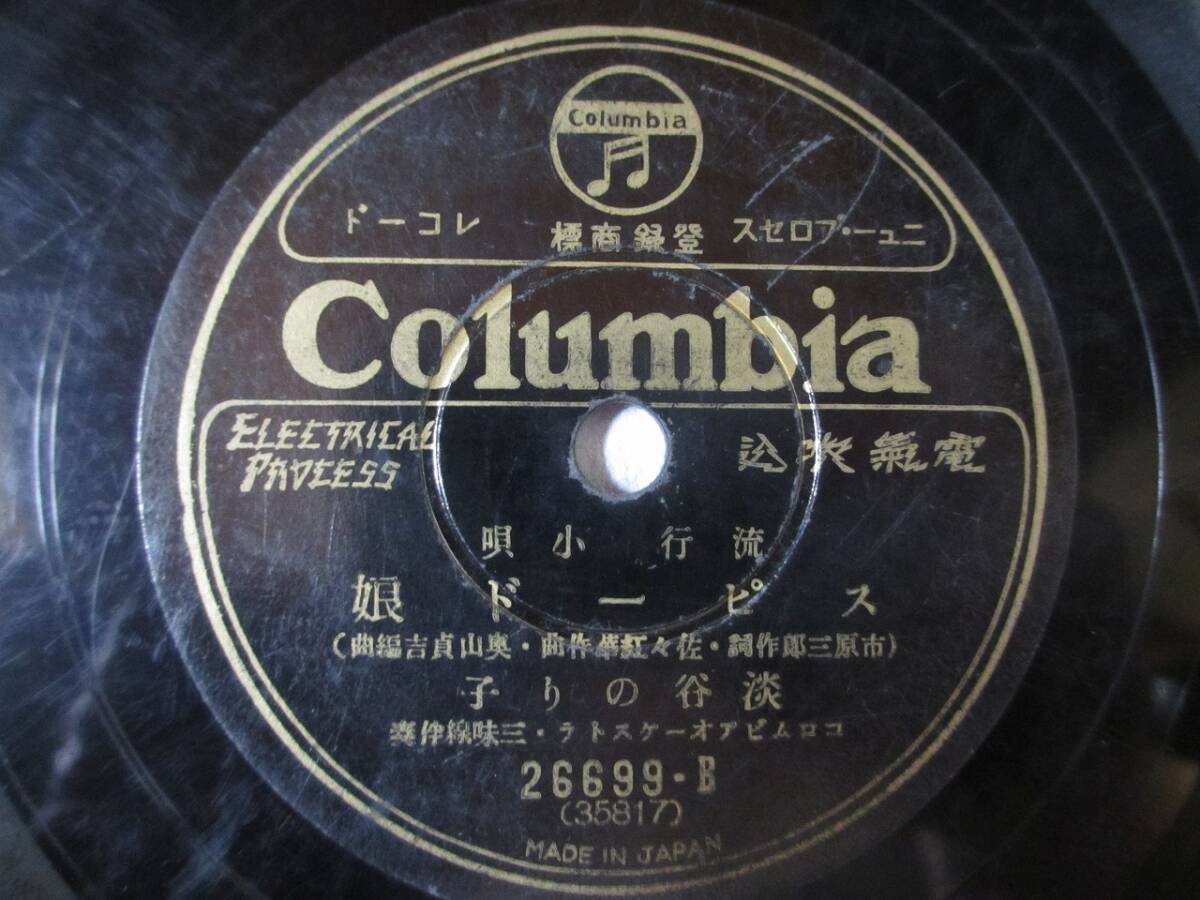 Columbia
ニュー・プロセス 登録商標 レコード
Columbia
ELECTRICAL 電氣吹込
PROCESS
流行小唄
スピード娘
(市原三郎作詞・佐々紅華作曲・奥山貞吉編曲)
淡谷のり子
コロムビアオーケストラ・三味線伴奏
26699-B
(35817)
MADE IN JAPAN